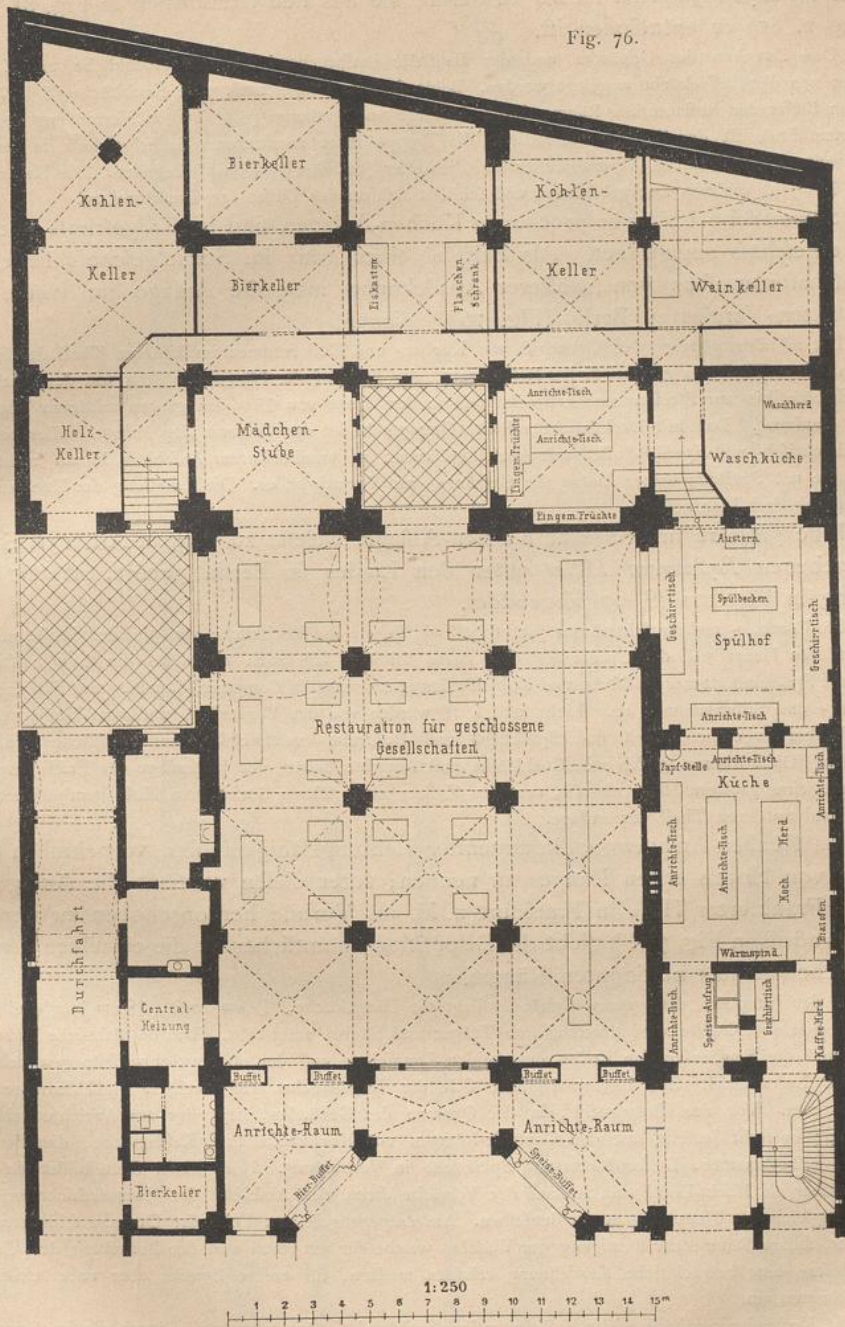 Fig. 76.
Bierkeller
Kohlen-
Kohlen-
Keller
Bierkeller
Eiskasten
Flaschen
Schrank
Keller
Weinkeller
Holz-
Keller
Mädchen-
Stube
Anrichte-Tisch
Anrichte-Tisch
Eingem. Früchte
Eingem. Früchte
Waschherd
Waschküche
Austern
Geschirrtisch
Spülbecken
Spülhof
Geschirrtisch
Anrichte-Tisch
Restauration für geschlossene
Gesellschaften
Zapf-Stelle
Anrichte-Tisch
Küche
Anrichte-Tisch
Anrichte-Tisch
Anrichte-Tisch
Koch-
Herd
Bratofen
Wärmspind
Durchfahrt
Central-
Heizung
Anrichte-Tisch
Speisen-Aufzug
Geschirrtisch
Kaffee-Herd
Buffet
Buffet
Buffet
Buffet
Anrichte-Raum
Anrichte-Raum
Bier-Buffet
Speise-Buffet
Bierkeller
1:250
1 2 3 4 5 6 7 8 9 10 11 12 13 14 15 m